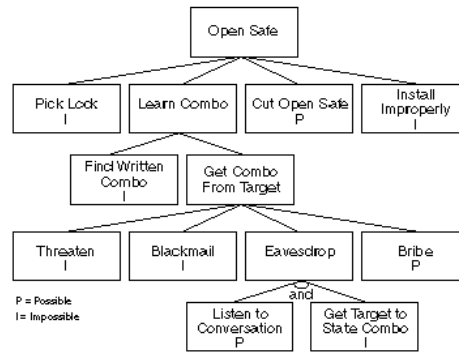 Open Safe
Pick Lock
I
Learn Combo
Cut Open Safe
P
Install
Improperly
I
Find Written
Combo
I
Get Combo
From Target
Threaten
I
Blackmail
I
Eavesdrop
Bribe
P
P = Possible
I = Impossible
and
Listen to
Conversation
P
Get Target to
State Combo
I